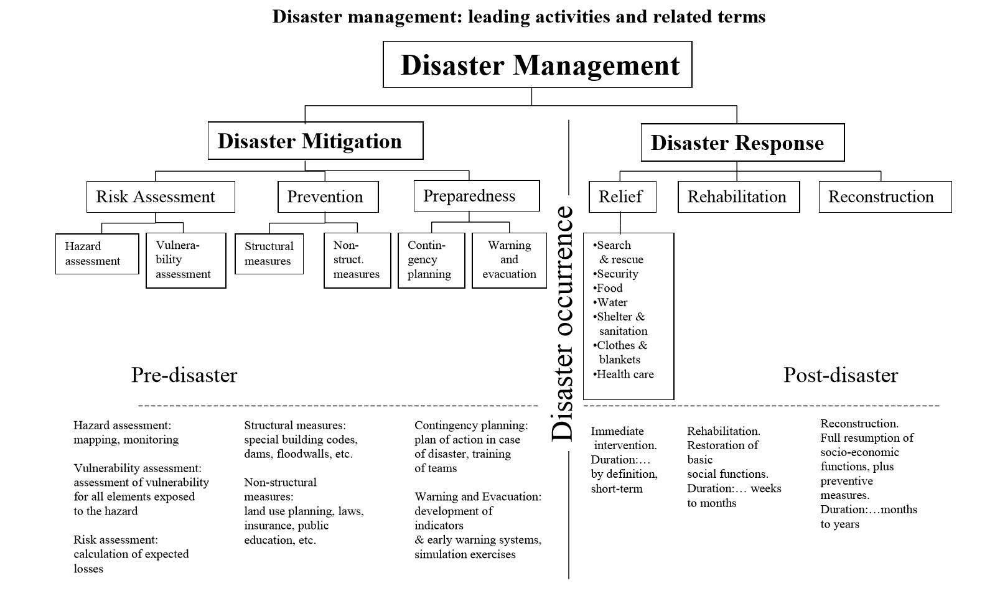 Disaster management: leading activities and related terms
Disaster Management
Disaster Mitigation
Disaster Response
Risk Assessment
Prevention
Preparedness
Relief
Rehabilitation
Reconstruction
Hazard
assessment
Vulnera-
bility
assessment
Structural
measures
Non-
struct.
measures
Contin-
gency
planning
Warning
and
evacuation
Disaster occurrence
•Search
& rescue
•Security
•Food
•Water
•Shelter &
sanitation
•Clothes &
blankets
•Health care
Pre-disaster
Post-disaster
Hazard assessment:
mapping, monitoring
Vulnerability assessment:
assessment of vulnerability
for all elements exposed
to the hazard
Risk assessment:
calculation of expected
losses
Structural measures:
special building codes,
dams, floodwalls, etc.
Non-structural
measures:
land use planning, laws,
insurance, public
education, etc.
Contingency planning:
plan of action in case
of disaster, training
of teams
Warning and Evacuation:
development of
indicators
& early warning systems,
simulation exercises
Immediate
intervention.
Duration:…
by definition,
short-term
Rehabilitation.
Restoration of
basic
social functions.
Duration:… weeks
to months
Reconstruction.
Full resumption of
socio-economic
functions, plus
preventive
measures.
Duration:…months
to years